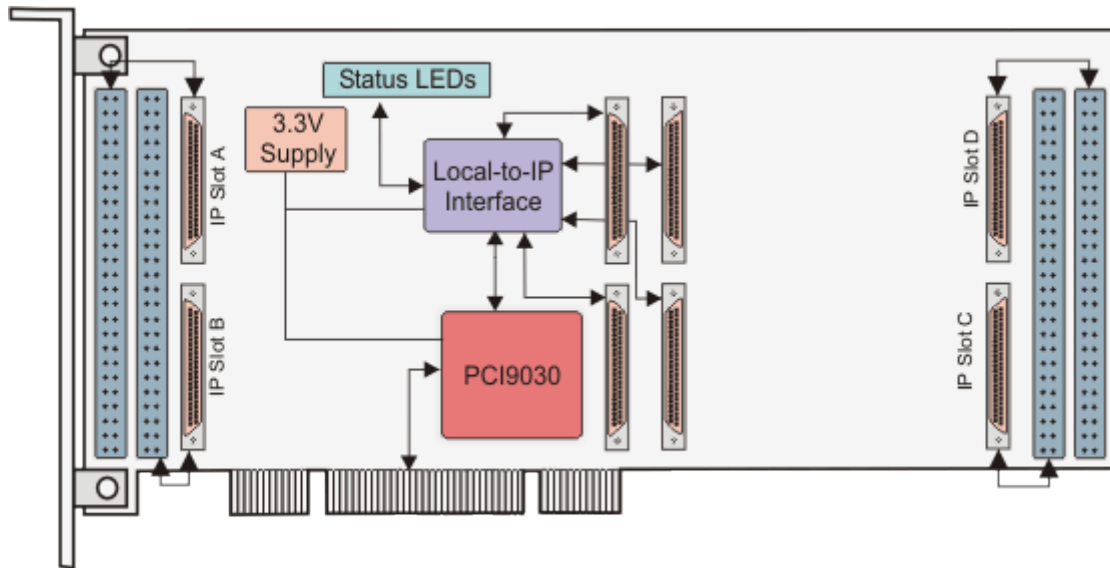 Status LEDs
3.3V
Supply
Local-to-IP
Interface
IP Slot A
IP Slot D
IP Slot B
PCI9030
IP Slot C